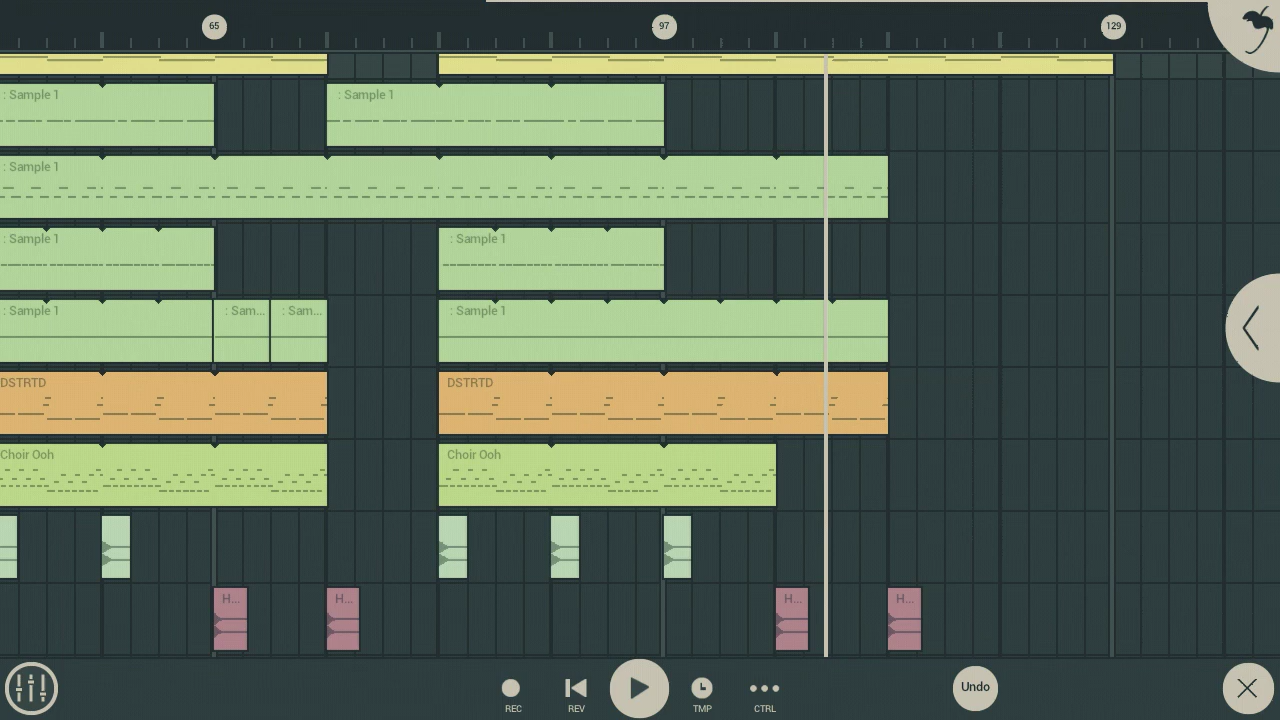 65 97 129
: Sample 1 : Sample 1
: Sample 1
: Sample 1 : Sample 1
: Sample 1 : Sam... : Sam... : Sample 1
DSTRTD DSTRTD
Choir Ooh Choir Ooh
H... H... H... H...
Undo
REC REV TMP CTRL